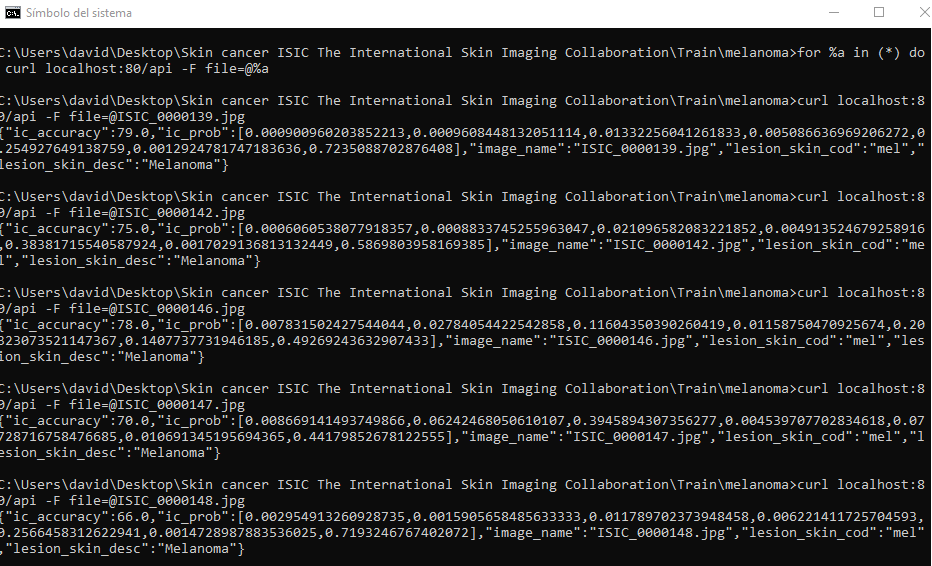 Símbolo del sistema
C:\Users\david\Desktop\Skin cancer ISIC The International Skin Imaging Collaboration\Train\melanoma>for %a in (*) do
 curl localhost:80/api -F file=@%a
C:\Users\david\Desktop\Skin cancer ISIC The International Skin Imaging Collaboration\Train\melanoma>curl localhost:8
0/api -F file=@ISIC_0000139.jpg
{"ic_accuracy":79.0,"ic_prob":[0.000900960203852213,0.0009608448132051114,0.01332256041261833,0.005086636969206272,0
.254927649138759,0.0012924781747183636,0.7235088702876408],"image_name":"ISIC_0000139.jpg","lesion_skin_cod":"mel","
lesion_skin_desc":"Melanoma"}
C:\Users\david\Desktop\Skin cancer ISIC The International Skin Imaging Collaboration\Train\melanoma>curl localhost:8
0/api -F file=@ISIC_0000142.jpg
{"ic_accuracy":75.0,"ic_prob":[0.0006060538077918357,0.0008833745255963047,0.021096582083221852,0.004913524679258916
,0.38381715540587924,0.0017029136813132449,0.5869803958169385],"image_name":"ISIC_0000142.jpg","lesion_skin_cod":"me
l","lesion_skin_desc":"Melanoma"}
C:\Users\david\Desktop\Skin cancer ISIC The International Skin Imaging Collaboration\Train\melanoma>curl localhost:8
0/api -F file=@ISIC_0000146.jpg
{"ic_accuracy":78.0,"ic_prob":[0.007831502427544044,0.02784054422542858,0.11604350390260419,0.01158750470925674,0.20
323073521147367,0.1407737731946185,0.49269243632907433],"image_name":"ISIC_0000146.jpg","lesion_skin_cod":"mel","les
ion_skin_desc":"Melanoma"}
C:\Users\david\Desktop\Skin cancer ISIC The International Skin Imaging Collaboration\Train\melanoma>curl localhost:8
0/api -F file=@ISIC_0000147.jpg
{"ic_accuracy":70.0,"ic_prob":[0.008669141493749866,0.06242468050610107,0.3945894307356277,0.004539707702834618,0.07
728716758476685,0.010691345195694365,0.44179852678122555],"image_name":"ISIC_0000147.jpg","lesion_skin_cod":"mel","l
esion_skin_desc":"Melanoma"}
C:\Users\david\Desktop\Skin cancer ISIC The International Skin Imaging Collaboration\Train\melanoma>curl localhost:8
0/api -F file=@ISIC_0000148.jpg
{"ic_accuracy":66.0,"ic_prob":[0.002954913260928735,0.0015905658485633333,0.011789702373948458,0.006221411725704593,
0.2566458312622941,0.0014728987883536025,0.7193246767402072],"image_name":"ISIC_0000148.jpg","lesion_skin_cod":"mel"
,"lesion_skin_desc":"Melanoma"}